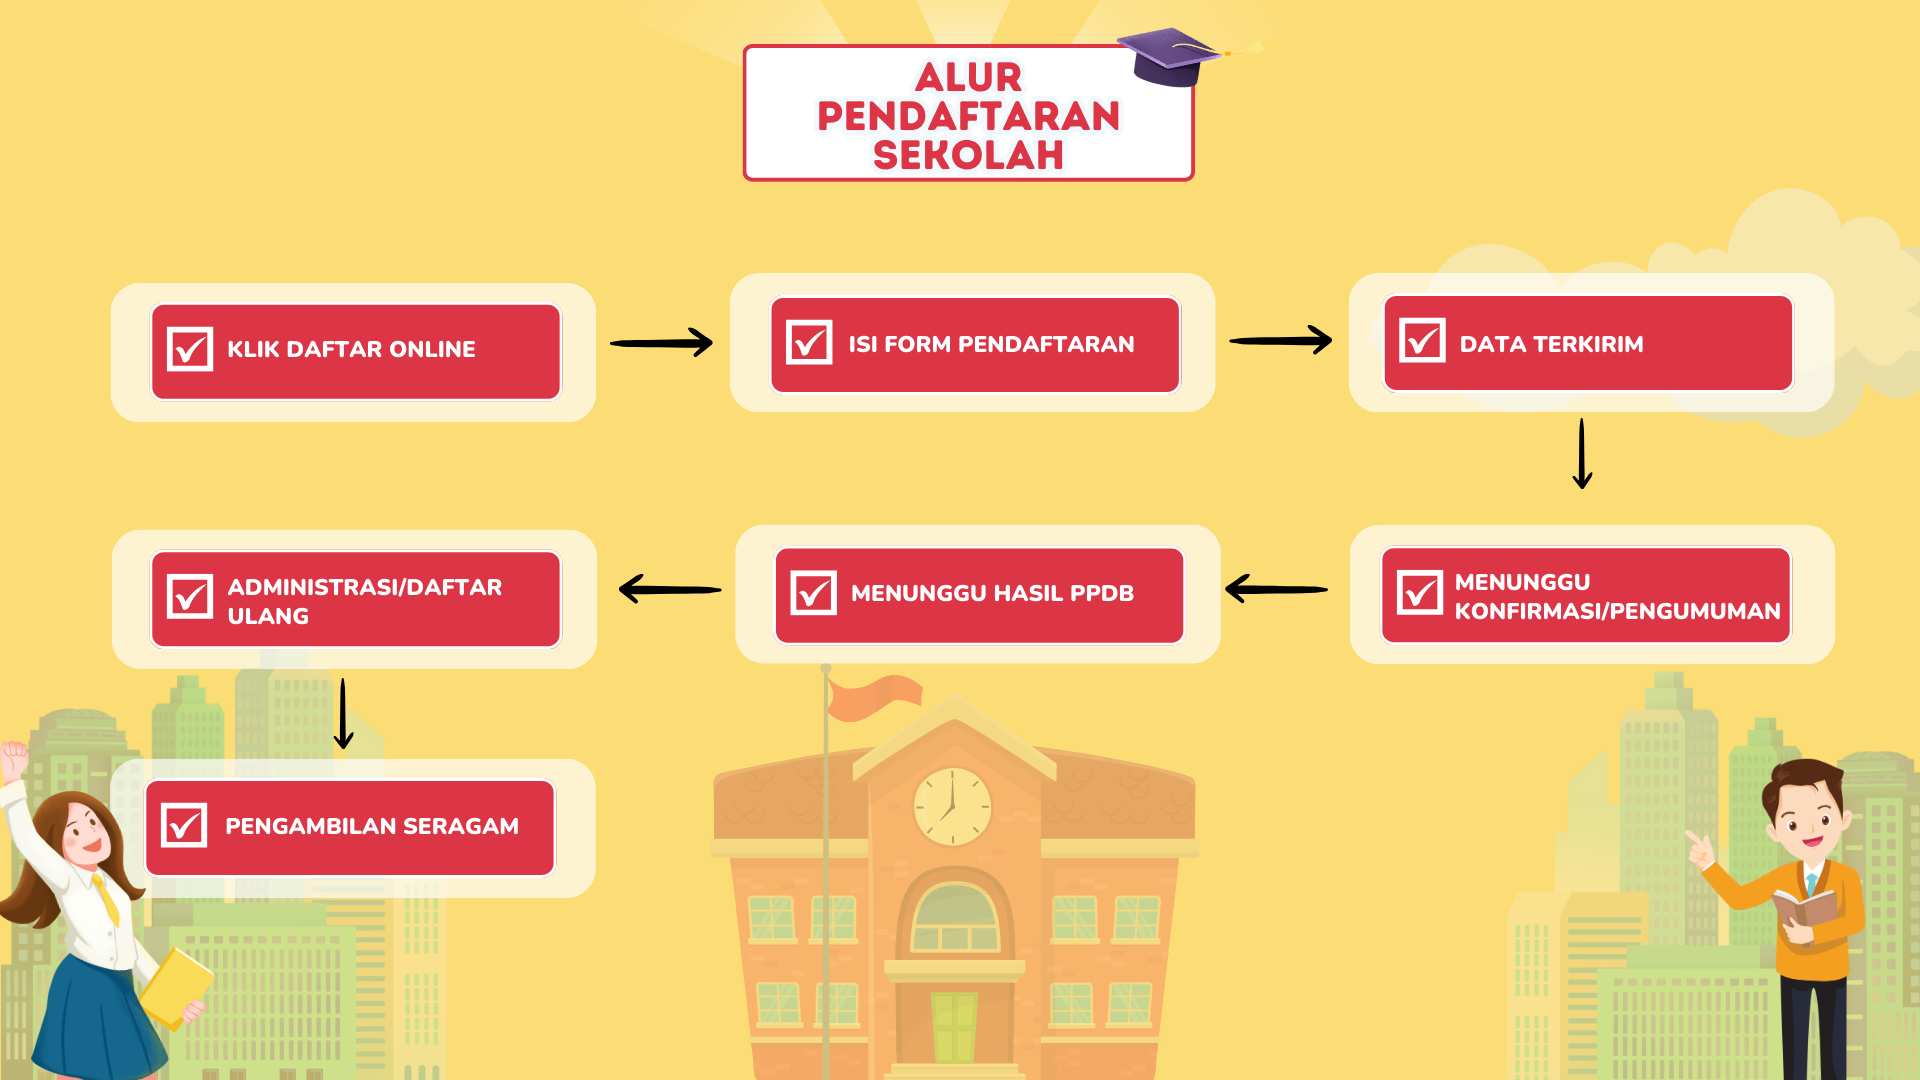 ALUR
PENDAFTARAN
SEKOLAH
KLIK DAFTAR ONLINE
ISI FORM PENDAFTARAN
DATA TERKIRIM
MENUNGGU
KONFIRMASI/PENGUMUMAN
MENUNGGU HASIL PPDB
ADMINISTRASI/DAFTAR
ULANG
PENGAMBILAN SERAGAM